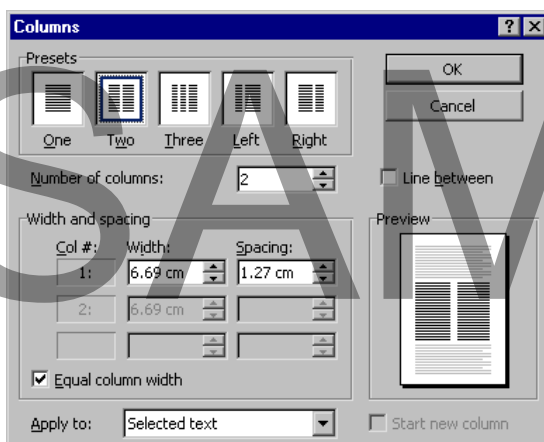 Columns
Presets
One Two Three Left Right
OK
Cancel
Number of columns: 2
Line between
Width and spacing
Col #: Width: Spacing:
1: 6.69 cm 1.27 cm
2: 6.69 cm
Equal column width
Preview
Apply to: Selected text
Start new column
SAM